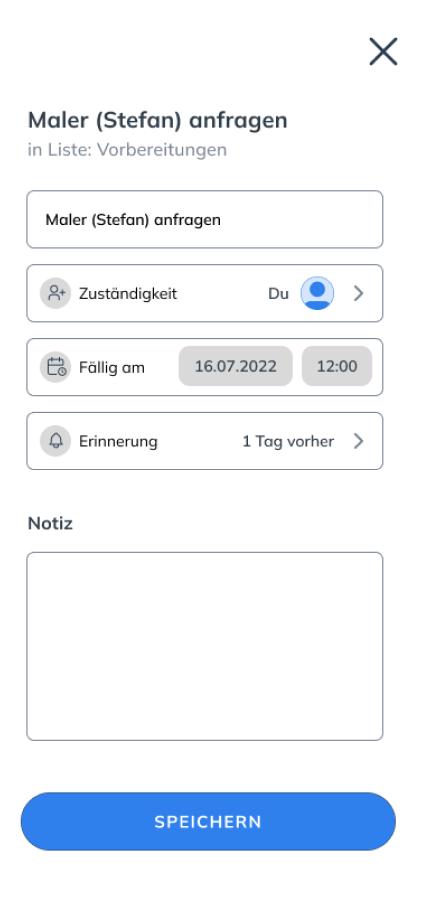 Maler (Stefan) anfragen
in Liste: Vorbereitungen
Maler (Stefan) anfragen
Zuständigkeit Du
Fällig am 16.07.2022 12:00
Erinnerung 1 Tag vorher
Notiz
SPEICHERN